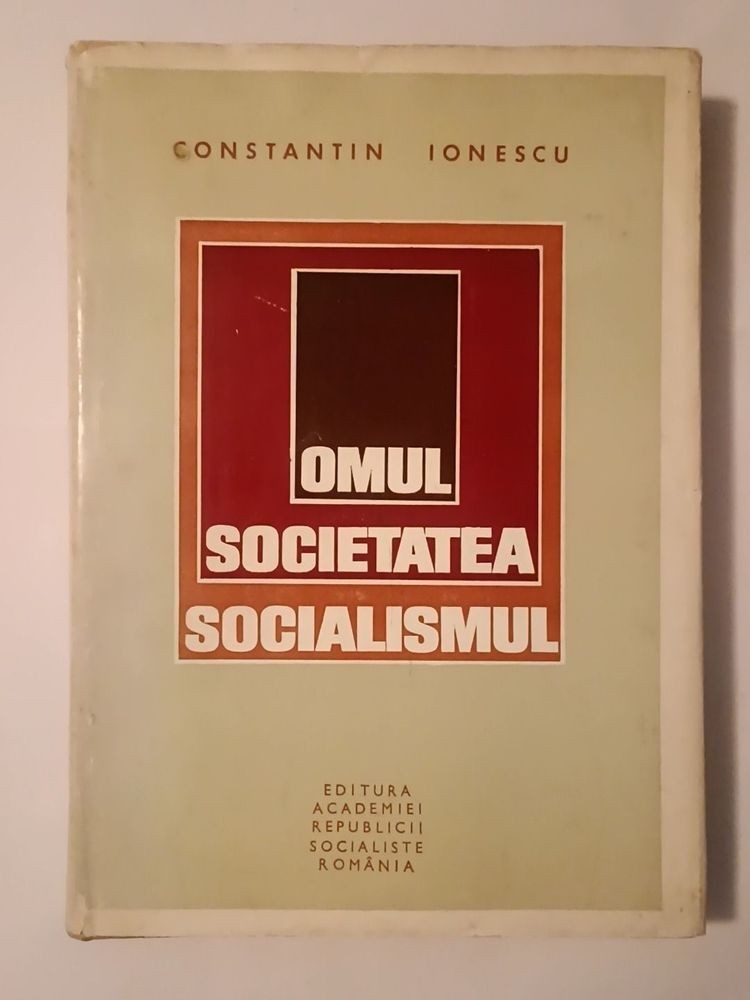 CONSTANTIN IONESCU
OMUL
SOCIETATEA
SOCIALISMUL
EDITURA
ACADEMIEI
REPUBLICII
SOCIALISTE
ROMÂNIA